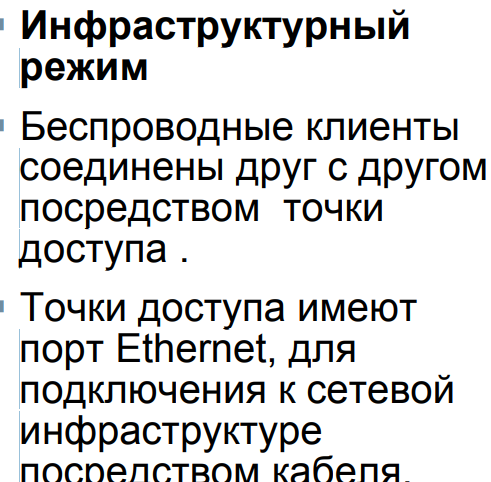 Инфраструктурный
режим
Беспроводные клиенты
соединены друг с другом
посредством  точки
доступа .
Точки доступа имеют
порт Ethernet, для
подключения к сетевой
инфраструктуре
посредством кабеля.